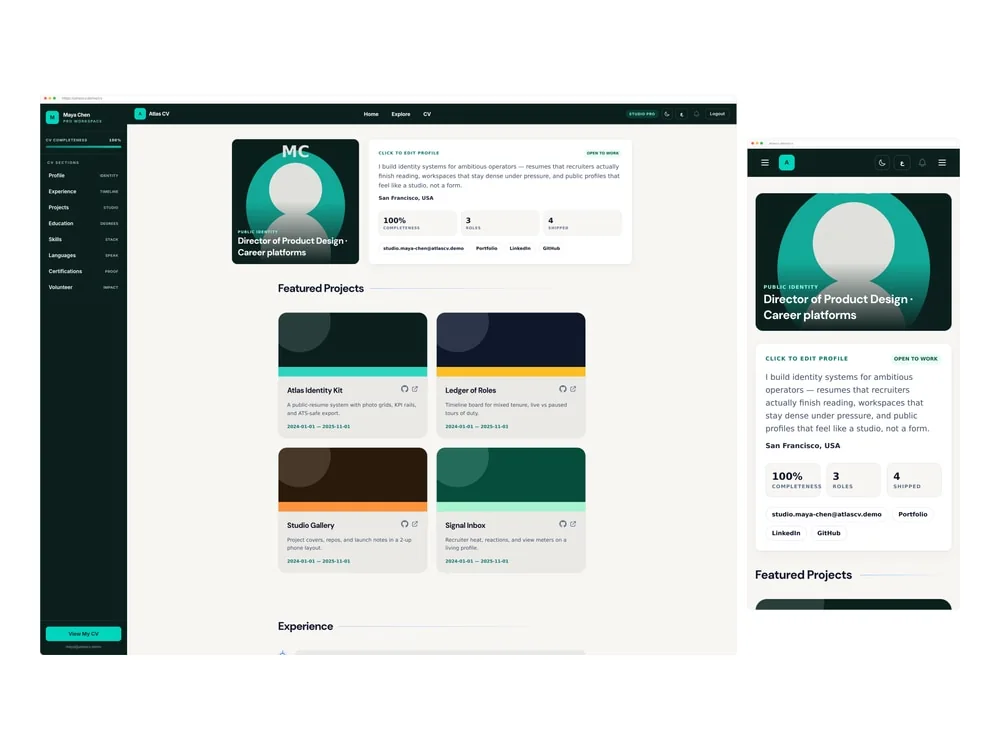 https://atlascv.demo/cv
M
Maya Chen
PRO WORKSPACE
CV COMPLETENESS 100%
CV SECTIONS
Profile IDENTITY
Experience TIMELINE
Projects STUDIO
Education DEGREES
Skills STACK
Languages SPEAK
Certifications PROOF
Volunteer IMPACT
View My CV
maya@atlascv.demo
A Atlas CV
Home Explore CV
STUDIO PRO ع Logout
MC
PUBLIC IDENTITY
Director of Product Design ·
Career platforms
CLICK TO EDIT PROFILE OPEN TO WORK
I build identity systems for ambitious operators — resumes that recruiters actually
finish reading, workspaces that stay dense under pressure, and public profiles that
feel like a studio, not a form.
San Francisco, USA
100% 3 4
COMPLETENESS ROLES SHIPPED
studio.maya-chen@atlascv.demo Portfolio LinkedIn GitHub
Featured Projects
Atlas Identity Kit
A public-resume system with photo grids, KPI rails,
and ATS-safe export.
2024-01-01 — 2025-11-01
Ledger of Roles
Timeline board for mixed tenure, live vs paused
tours of duty.
2024-01-01 — 2025-11-01
Studio Gallery
Project covers, repos, and launch notes in a 2-up
phone layout.
2024-01-01 — 2025-11-01
Signal Inbox
Recruiter heat, reactions, and view meters on a
living profile.
2024-01-01 — 2025-11-01
Experience
A ع
PUBLIC IDENTITY
Director of Product Design ·
Career platforms
CLICK TO EDIT PROFILE OPEN TO WORK
I build identity systems for ambitious
operators — resumes that recruiters
actually finish reading, workspaces that
stay dense under pressure, and public
profiles that feel like a studio, not a form.
San Francisco, USA
100% 3 4
COMPLETENESS ROLES SHIPPED
studio.maya-chen@atlascv.demo Portfolio
LinkedIn GitHub
Featured Projects